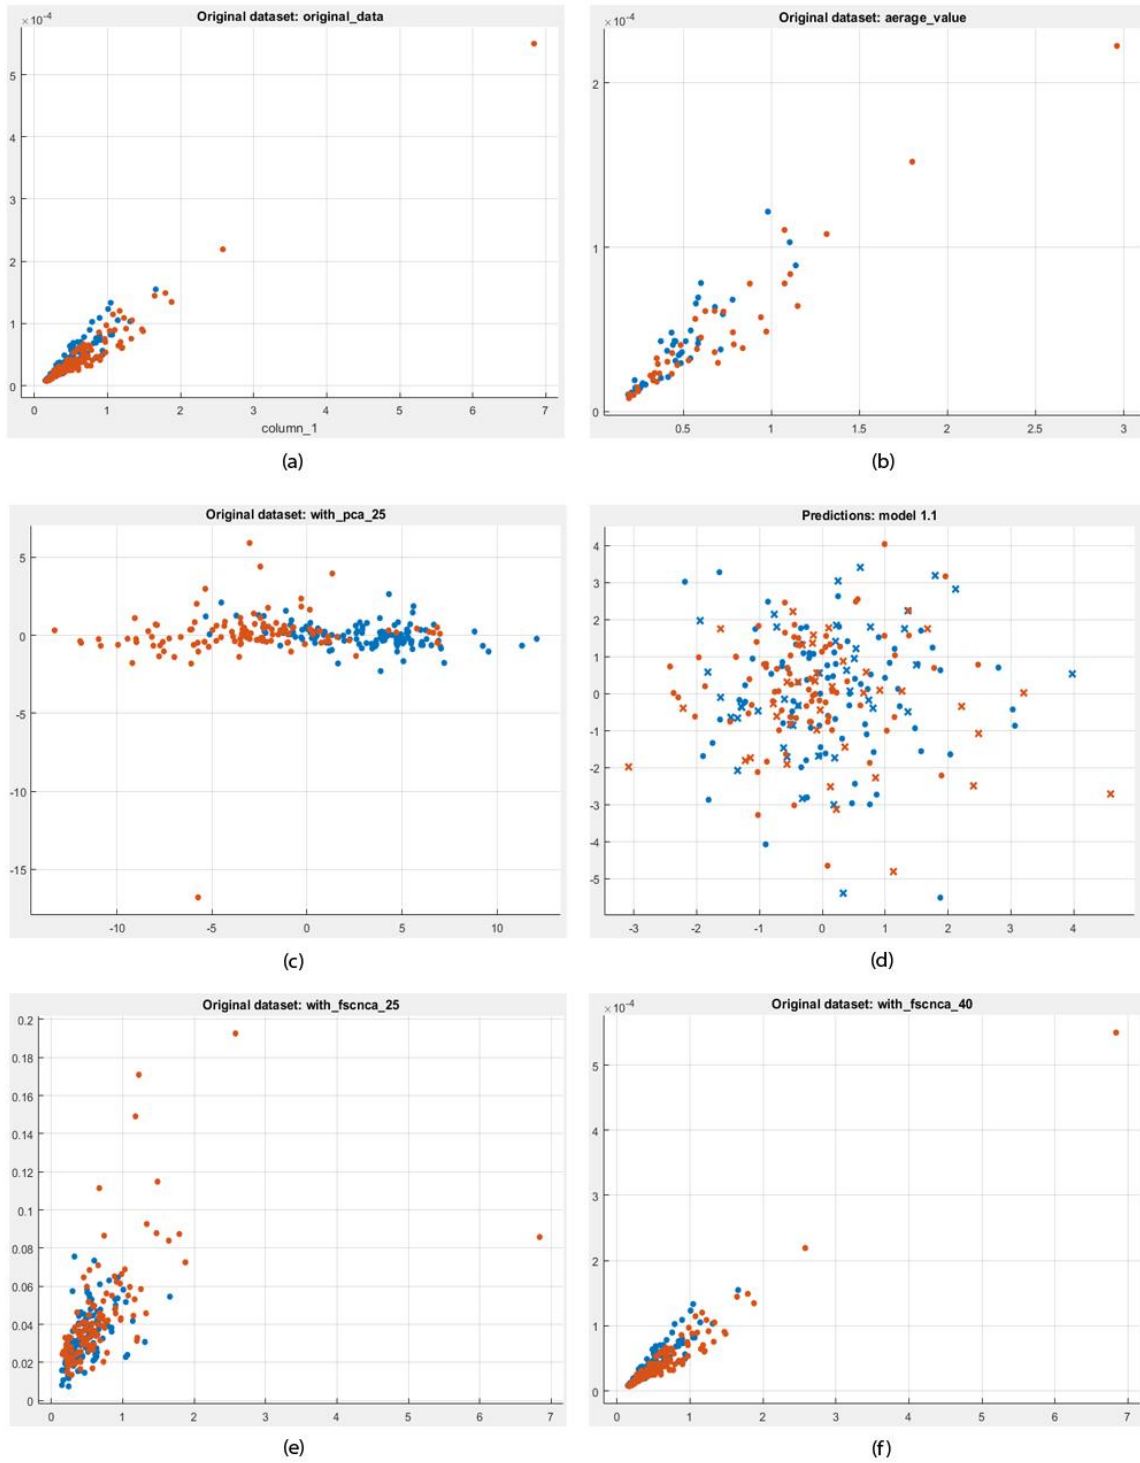 Original dataset: original_data
×10⁻⁴
5
4
3
2
1
0
0 1 2 3 4 5 6 7
column_1
(a)
Original dataset: aerage_value
×10⁻⁴
2
1
0
0.5 1 1.5 2 2.5 3
(b)
Original dataset: with_pca_25
5
0
-5
-10
-15
-10 -5 0 5 10
(c)
Predictions: model 1.1
4
3
2
1
0
-1
-2
-3
-4
-5
-3 -2 -1 0 1 2 3 4
(d)
Original dataset: with_fscnca_25
0.2
0.18
0.16
0.14
0.12
0.1
0.08
0.06
0.04
0.02
0
0 1 2 3 4 5 6 7
(e)
Original dataset: with_fscnca_40
×10⁻⁴
5
4
3
2
1
0
0 1 2 3 4 5 6 7
(f)